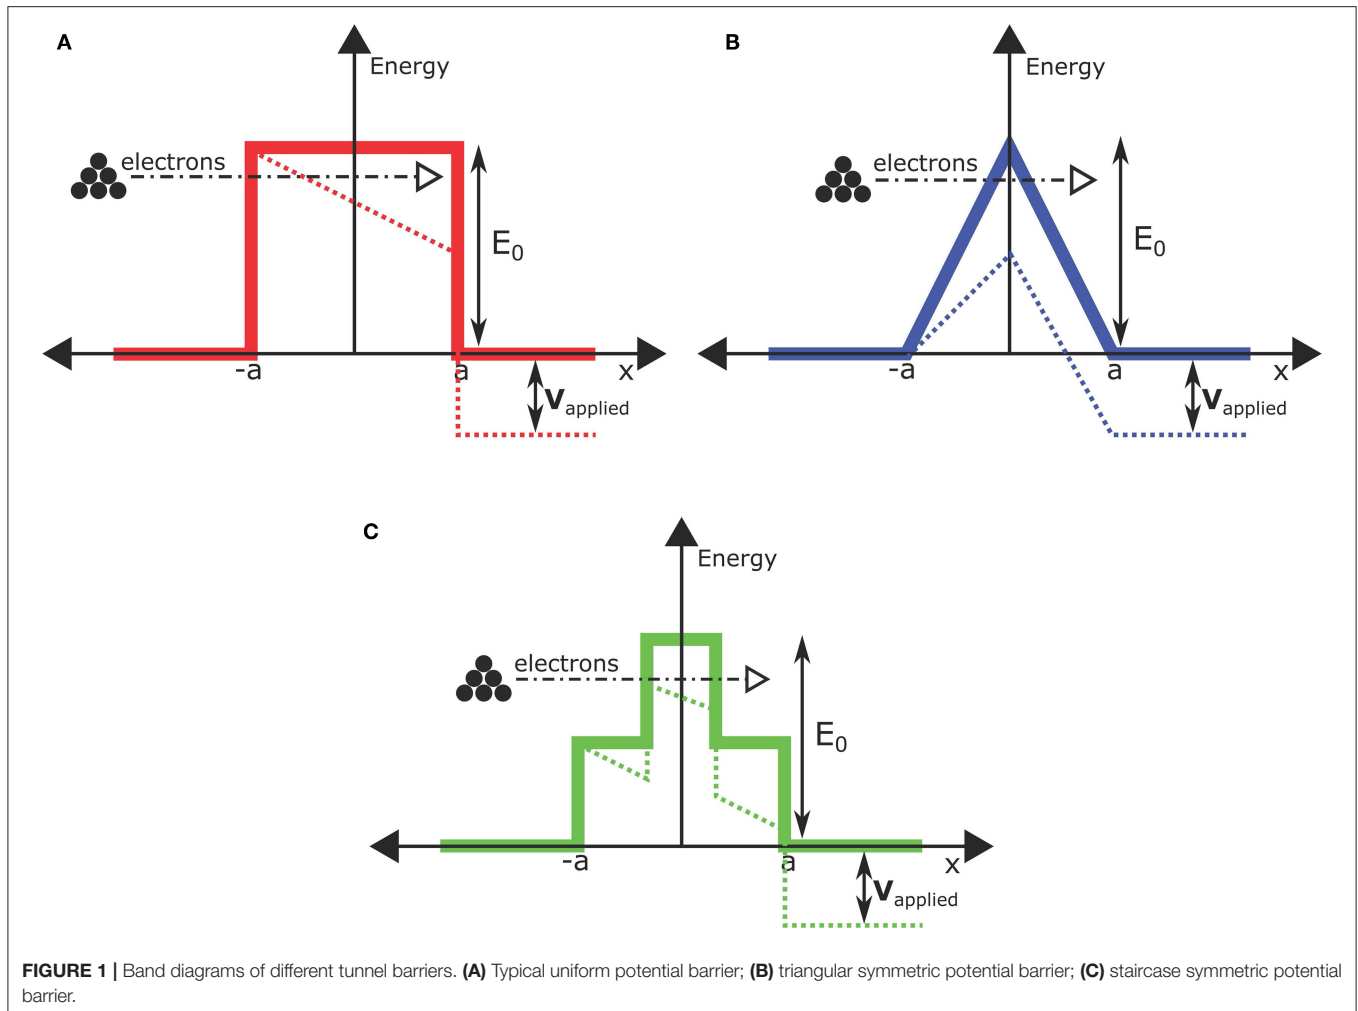 A
Energy
electrons
E0
-a
a
x
Vapplied
B
Energy
electrons
E0
-a
a
x
Vapplied
C
Energy
electrons
E0
-a
a
x
Vapplied
FIGURE 1 | Band diagrams of different tunnel barriers. (A) Typical uniform potential barrier; (B) triangular symmetric potential barrier; (C) staircase symmetric potential
barrier.